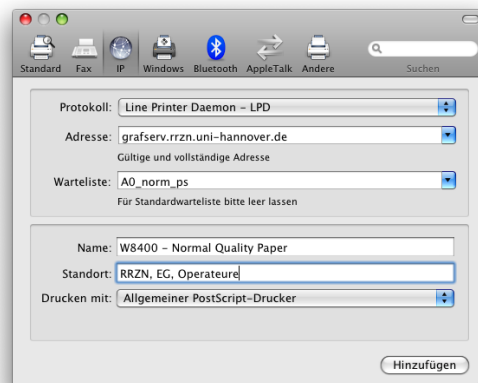 Standard Fax IP Windows Bluetooth AppleTalk Andere Suchen
Protokoll: Line Printer Daemon – LPD
Adresse: grafserv.rrzn.uni-hannover.de
Gültige und vollständige Adresse
Warteliste: A0_norm_ps
Für Standardwarteliste bitte leer lassen
Name: W8400 – Normal Quality Paper
Standort: RRZN, EG, Operateure
Drucken mit: Allgemeiner PostScript-Drucker
Hinzufügen